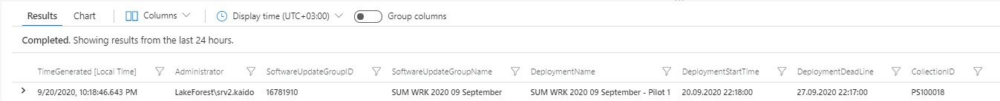 Results Chart Columns Display time (UTC+03:00) Group columns
Completed. Showing results from the last 24 hours.
TimeGenerated [Local Time] Administrator SoftwareUpdateGroupID SoftwareUpdateGroupName DeploymentName DeploymentStartTime DeploymentDeadLine CollectionID
9/20/2020, 10:18:46.643 PM LakeForest\srv2.kaido 16781910 SUM WRK 2020 09 September SUM WRK 2020 09 September - Pilot 1 20.09.2020 22:18:00 27.09.2020 22:17:00 PS100018